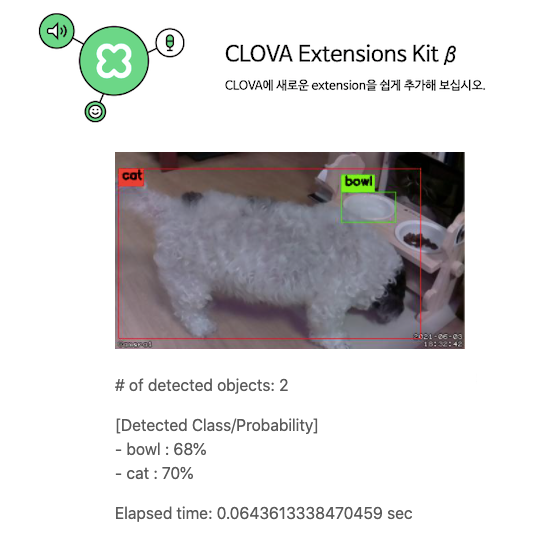 CLOVA Extensions Kit β
CLOVA에 새로운 extension을 쉽게 추가해 보십시오.
cat
bowl
2021-06-03
18:32:42
# of detected objects: 2
[Detected Class/Probability]
- bowl : 68%
- cat : 70%
Elapsed time: 0.0643613338470459 sec